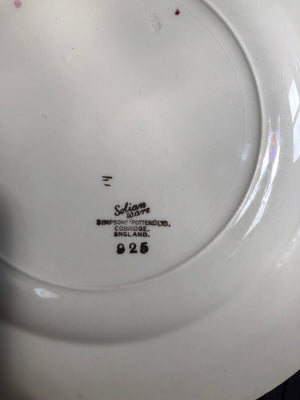 Solian
Ware
SIMPSONS (POTTERS) LTD.
COBRIDGE.
ENGLAND.
925